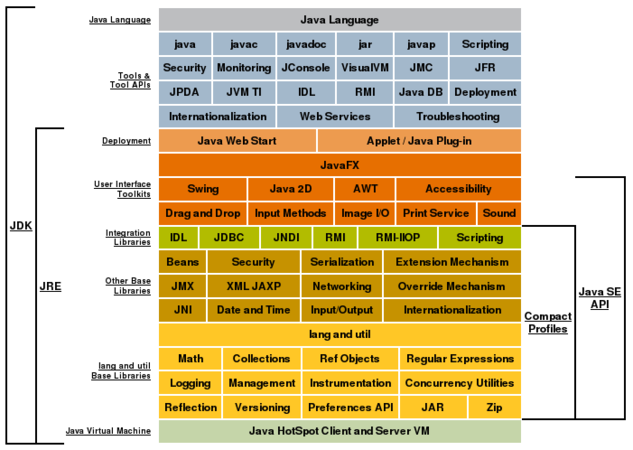 Java Language Java Language
java javac javadoc jar javap Scripting
Security Monitoring JConsole VisualVM JMC JFR
Tools &
Tool APIs
JPDA JVM TI IDL RMI Java DB Deployment
Internationalization Web Services Troubleshooting
Deployment Java Web Start Applet / Java Plug-in
JavaFX
User Interface
Toolkits
Swing Java 2D AWT Accessibility
Drag and Drop Input Methods Image I/O Print Service Sound
Integration
Libraries
IDL JDBC JNDI RMI RMI-IIOP Scripting
Beans Security Serialization Extension Mechanism
Other Base
Libraries
JMX XML JAXP Networking Override Mechanism
JNI Date and Time Input/Output Internationalization
lang and util
lang and util
Base Libraries
Math Collections Ref Objects Regular Expressions
Logging Management Instrumentation Concurrency Utilities
Reflection Versioning Preferences API JAR Zip
Java Virtual Machine Java HotSpot Client and Server VM
JDK
JRE
Compact
Profiles
Java SE
API